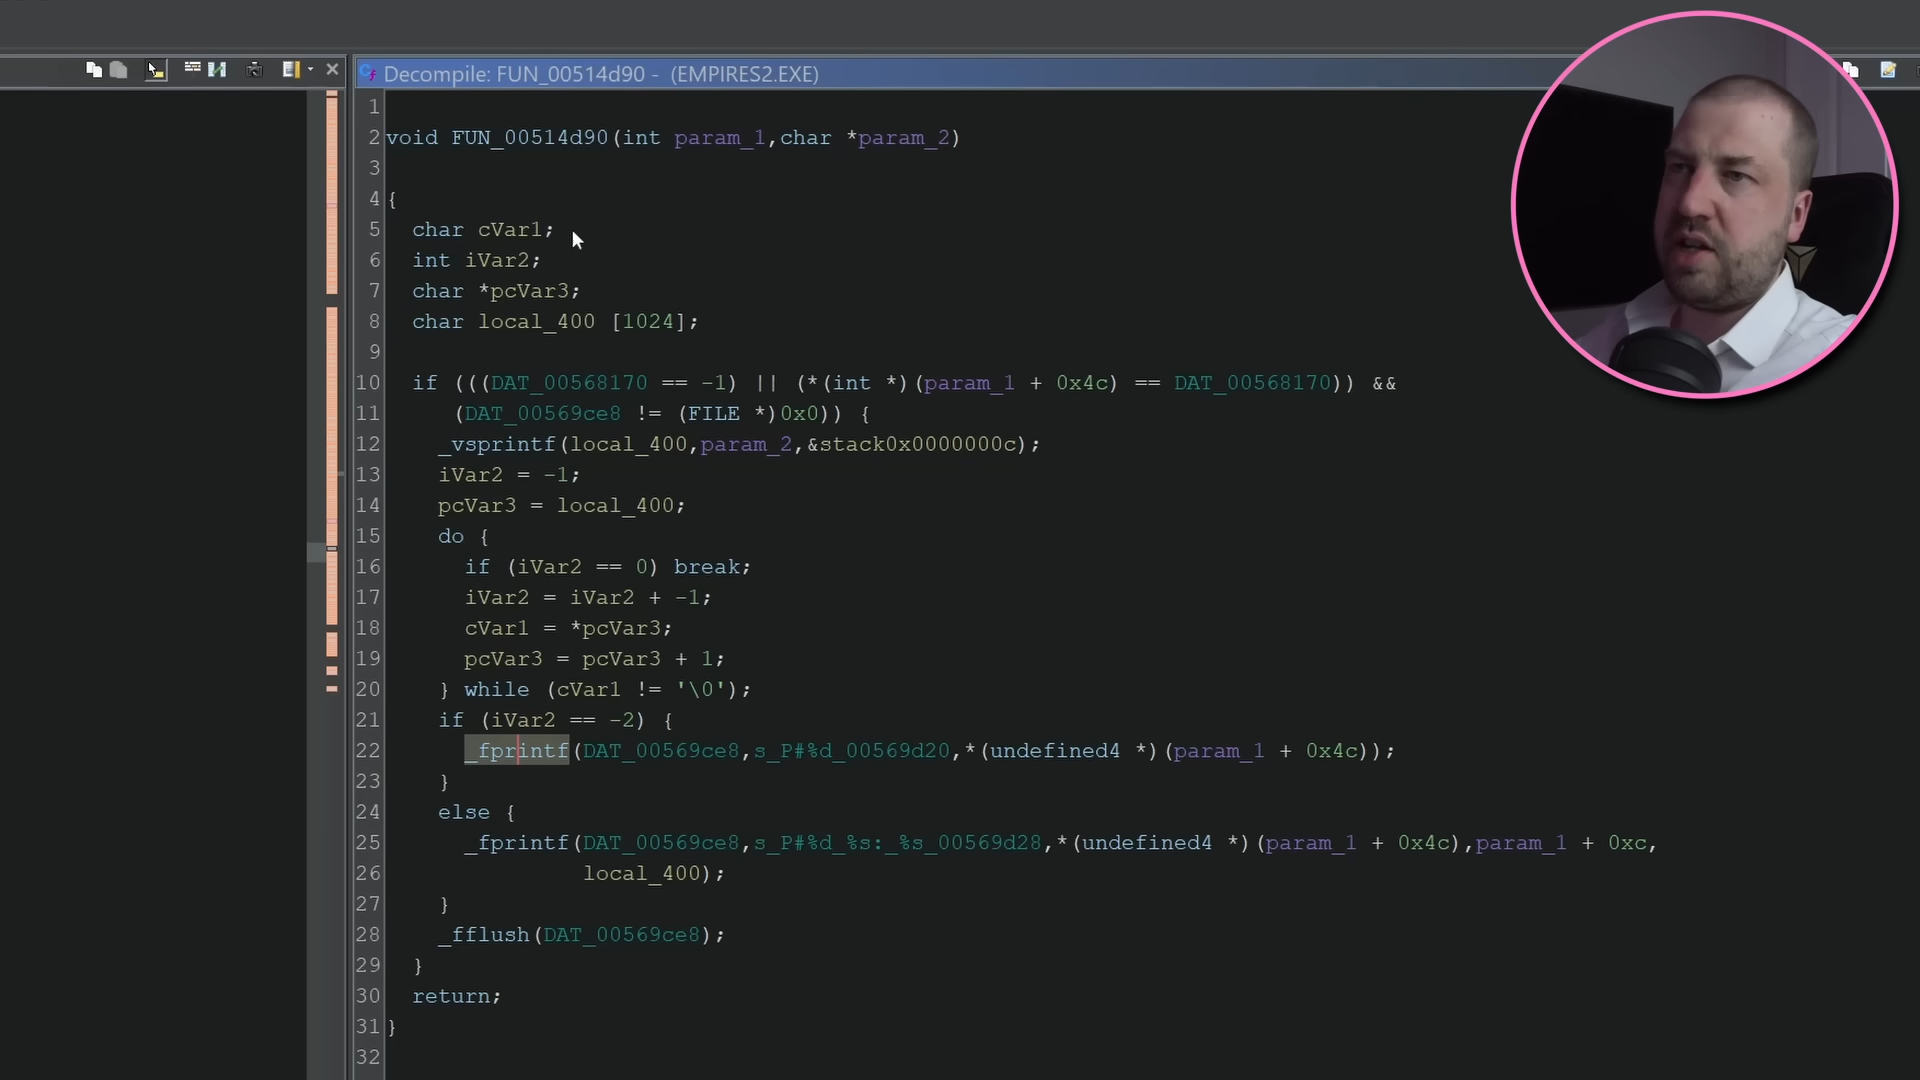 Decompile: FUN_00514d90 - (EMPIRES2.EXE)
1
2 void FUN_00514d90(int param_1,char *param_2)
3
4 {
5 char cVar1;
6 int iVar2;
7 char *pcVar3;
8 char local_400 [1024];
9
10 if (((DAT_00568170 == -1) || (*(int *)(param_1 + 0x4c) == DAT_00568170)) &&
11 (DAT_00569ce8 != (FILE *)0x0)) {
12 _vsprintf(local_400,param_2,&stack0x0000000c);
13 iVar2 = -1;
14 pcVar3 = local_400;
15 do {
16 if (iVar2 == 0) break;
17 iVar2 = iVar2 + -1;
18 cVar1 = *pcVar3;
19 pcVar3 = pcVar3 + 1;
20 } while (cVar1 != '\0');
21 if (iVar2 == -2) {
22 _fprintf(DAT_00569ce8,s_P#%d_00569d20,*(undefined4 *)(param_1 + 0x4c));
23 }
24 else {
25 _fprintf(DAT_00569ce8,s_P#%d_%s:_%s_00569d28,*(undefined4 *)(param_1 + 0x4c),param_1 + 0xc,
26 local_400);
27 }
28 _fflush(DAT_00569ce8);
29 }
30 return;
31 }
32